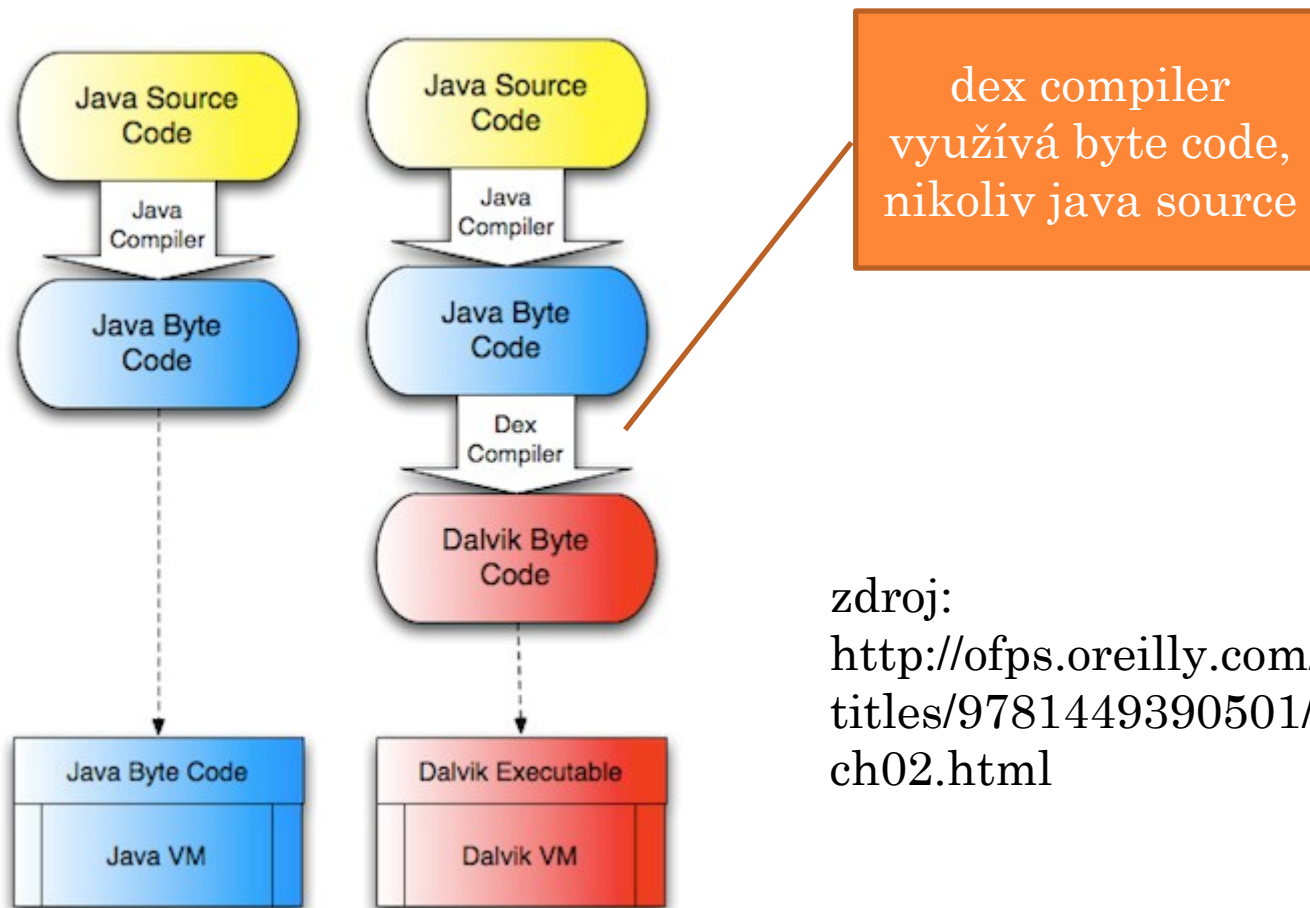 Java Source
Code
Java
Compiler
Java Byte
Code
Java Byte Code
Java VM
Java Source
Code
Java
Compiler
Java Byte
Code
Dex
Compiler
Dalvik Byte
Code
Dalvik Executable
Dalvik VM
dex compiler
využívá byte code,
nikoliv java source
zdroj:
http://ofps.oreilly.com/
titles/9781449390501/
ch02.html